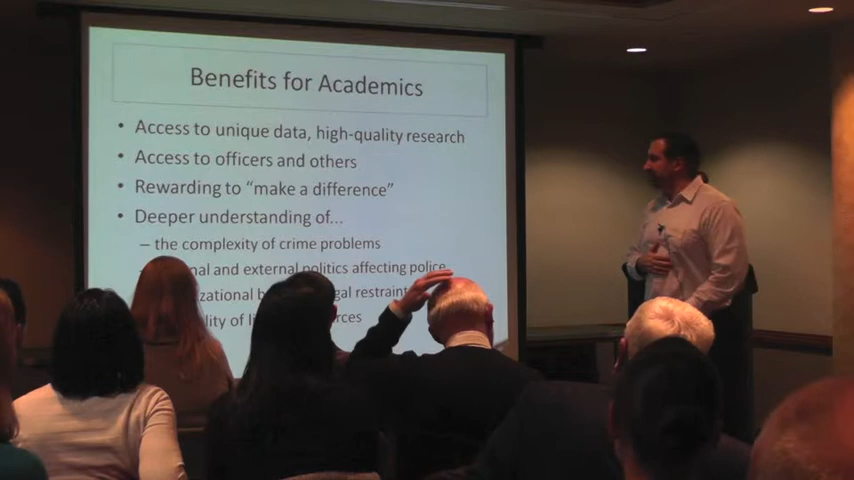 Benefits for Academics
• Access to unique data, high-quality research
• Access to officers and others
• Rewarding to “make a difference”
• Deeper understanding of...
– the complexity of crime problems
and external politics affecting police